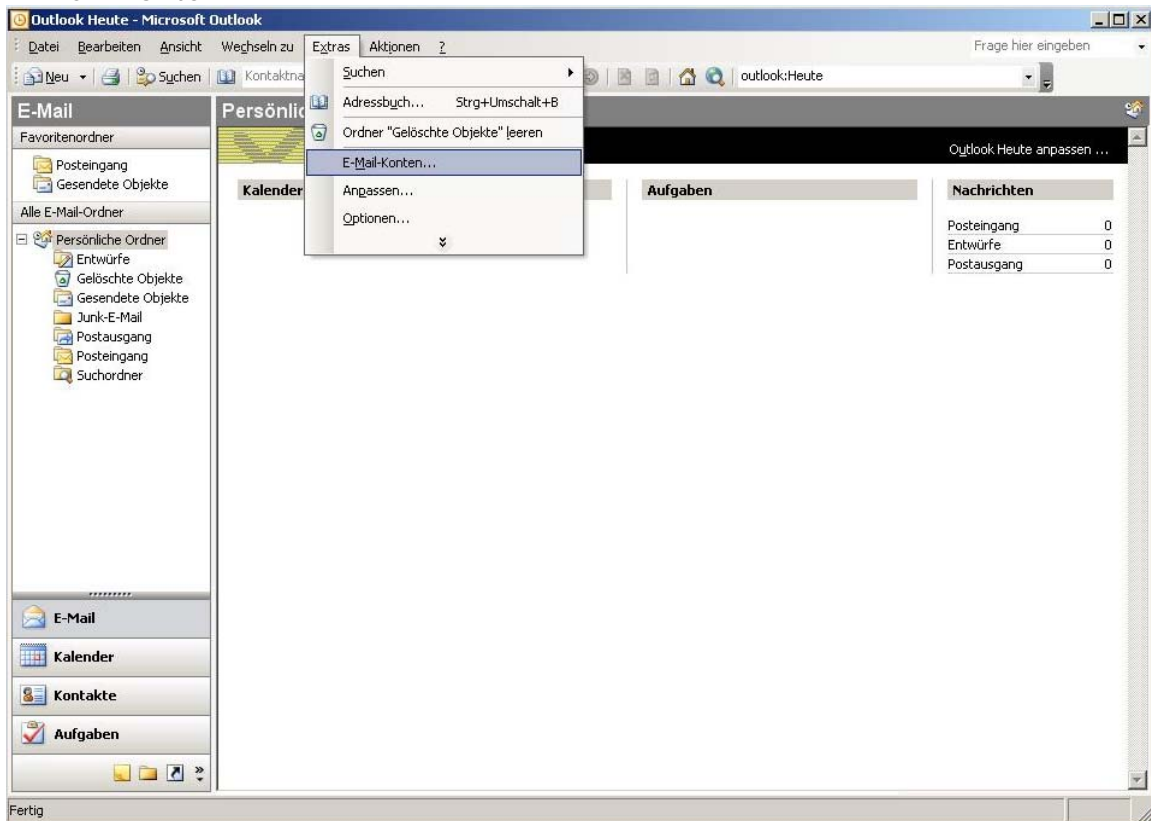 Outlook Heute - Microsoft Outlook
Datei Bearbeiten Ansicht Wechseln zu Extras Aktionen ? Frage hier eingeben
Neu Suchen Kontaktna outlook:Heute
Suchen
Adressbuch... Strg+Umschalt+B
Ordner "Gelöschte Objekte" leeren
E-Mail-Konten...
Anpassen...
Optionen...
E-Mail
Favoritenordner
Posteingang
Gesendete Objekte
Alle E-Mail-Ordner
Persönliche Ordner
Entwürfe
Gelöschte Objekte
Gesendete Objekte
Junk-E-Mail
Postausgang
Posteingang
Suchordner
E-Mail
Kalender
Kontakte
Aufgaben
Persönlic
Outlook Heute anpassen ...
Kalender Aufgaben Nachrichten
Posteingang 0
Entwürfe 0
Postausgang 0
Fertig